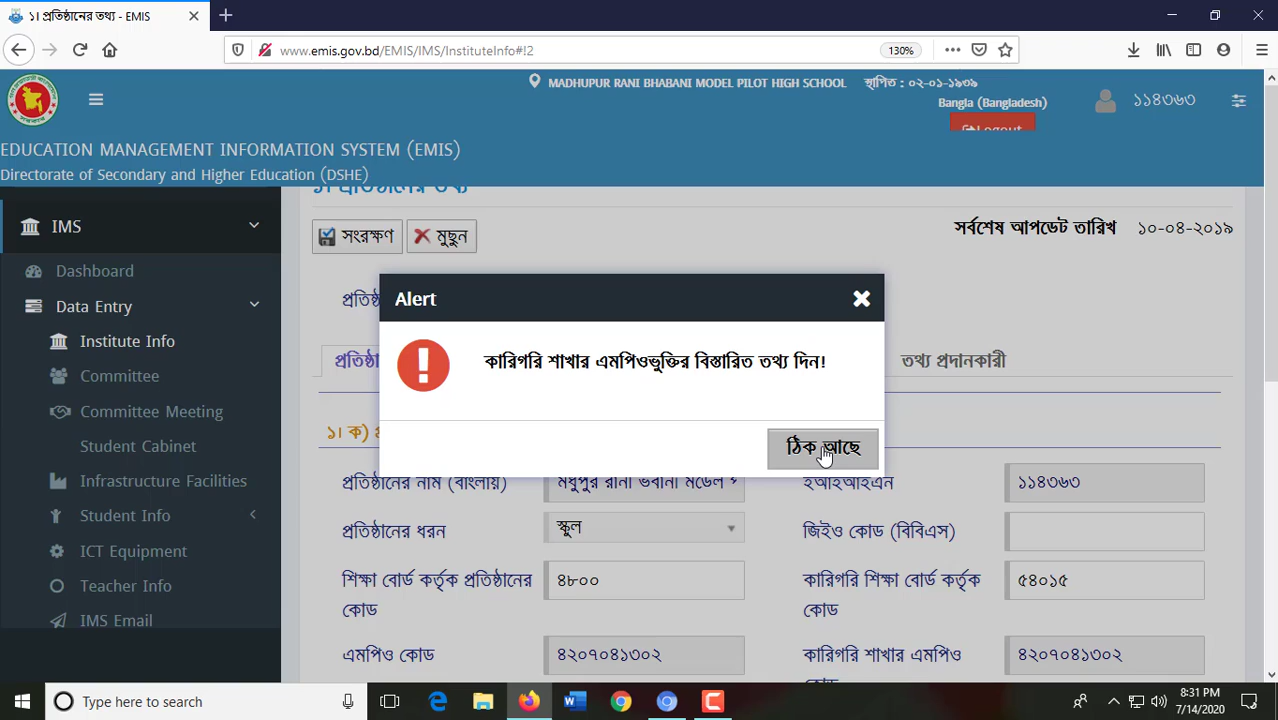 ১। প্রতিষ্ঠানের তথ্য - EMIS
www.emis.gov.bd/EMIS/IMS/InstituteInfo#!2
130%
MADHUPUR RANI BHABANI MODEL PILOT HIGH SCHOOL
স্থাপিত : ০২-০১-১৯৩৯
Bangla (Bangladesh)
১১৪৩৬৩
Logout
EDUCATION MANAGEMENT INFORMATION SYSTEM (EMIS)
Directorate of Secondary and Higher Education (DSHE)
IMS
Dashboard
Data Entry
Institute Info
Committee
Committee Meeting
Student Cabinet
Infrastructure Facilities
Student Info
ICT Equipment
Teacher Info
IMS Email
১। প্রতিষ্ঠানের তথ্য
সংরক্ষণ
মুছুন
সর্বশেষ আপডেট তারিখ ১০-০৪-২০১৯
Alert
কারিগরি শাখার এমপিওভুক্তির বিস্তারিত তথ্য দিন!
ঠিক আছে
তথ্য প্রদানকারী
১। ক)
প্রতিষ্ঠানের নাম (বাংলায়)
মধুপুর রানী ভবানী মডেল
ইআইআইএন
১১৪৩৬৩
প্রতিষ্ঠানের ধরন
স্কুল
জিইও কোড (বিবিএস)
শিক্ষা বোর্ড কর্তৃক প্রতিষ্ঠানের
কোড
৪৮০০
কারিগরি শিক্ষা বোর্ড কর্তৃক
কোড
৫৪০১৫
এমপিও কোড
৪২০৭০৪১৩০২
কারিগরি শাখার এমপিও
৪২০৭০৪১৩০২
Type here to search
8:31 PM
7/14/2020